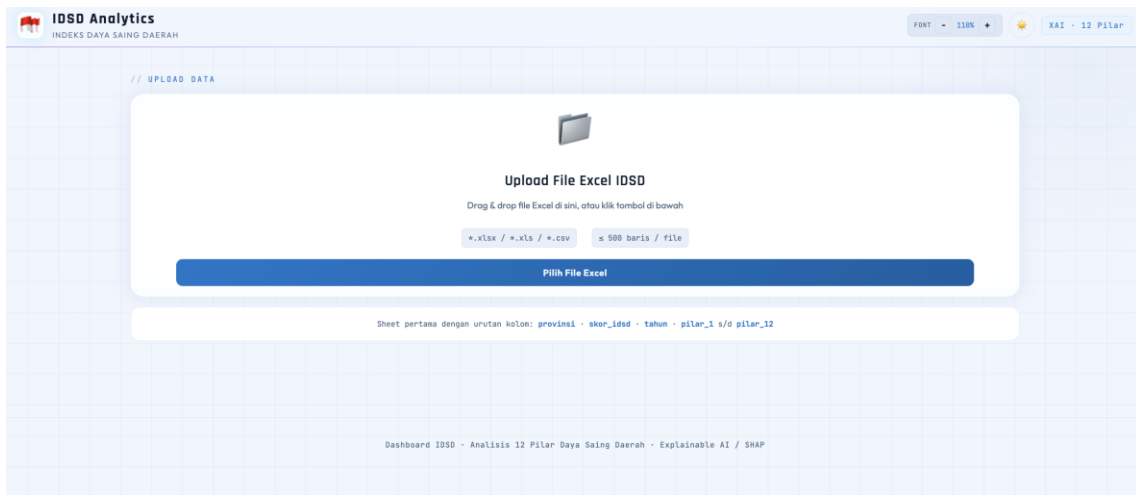 IDSD Analytics
INDEKS DAYA SAING DAERAH
FONT - 110% +
XAI · 12 Pilar
// UPLOAD DATA
Upload File Excel IDSD
Drag & drop file Excel di sini, atau klik tombol di bawah
*.xlsx / *.xls / *.csv
≤ 500 baris / file
Pilih File Excel
Sheet pertama dengan urutan kolom: provinsi · skor_idsd · tahun · pilar_1 s/d pilar_12
Dashboard IDSD · Analisis 12 Pilar Daya Saing Daerah · Explainable AI / SHAP